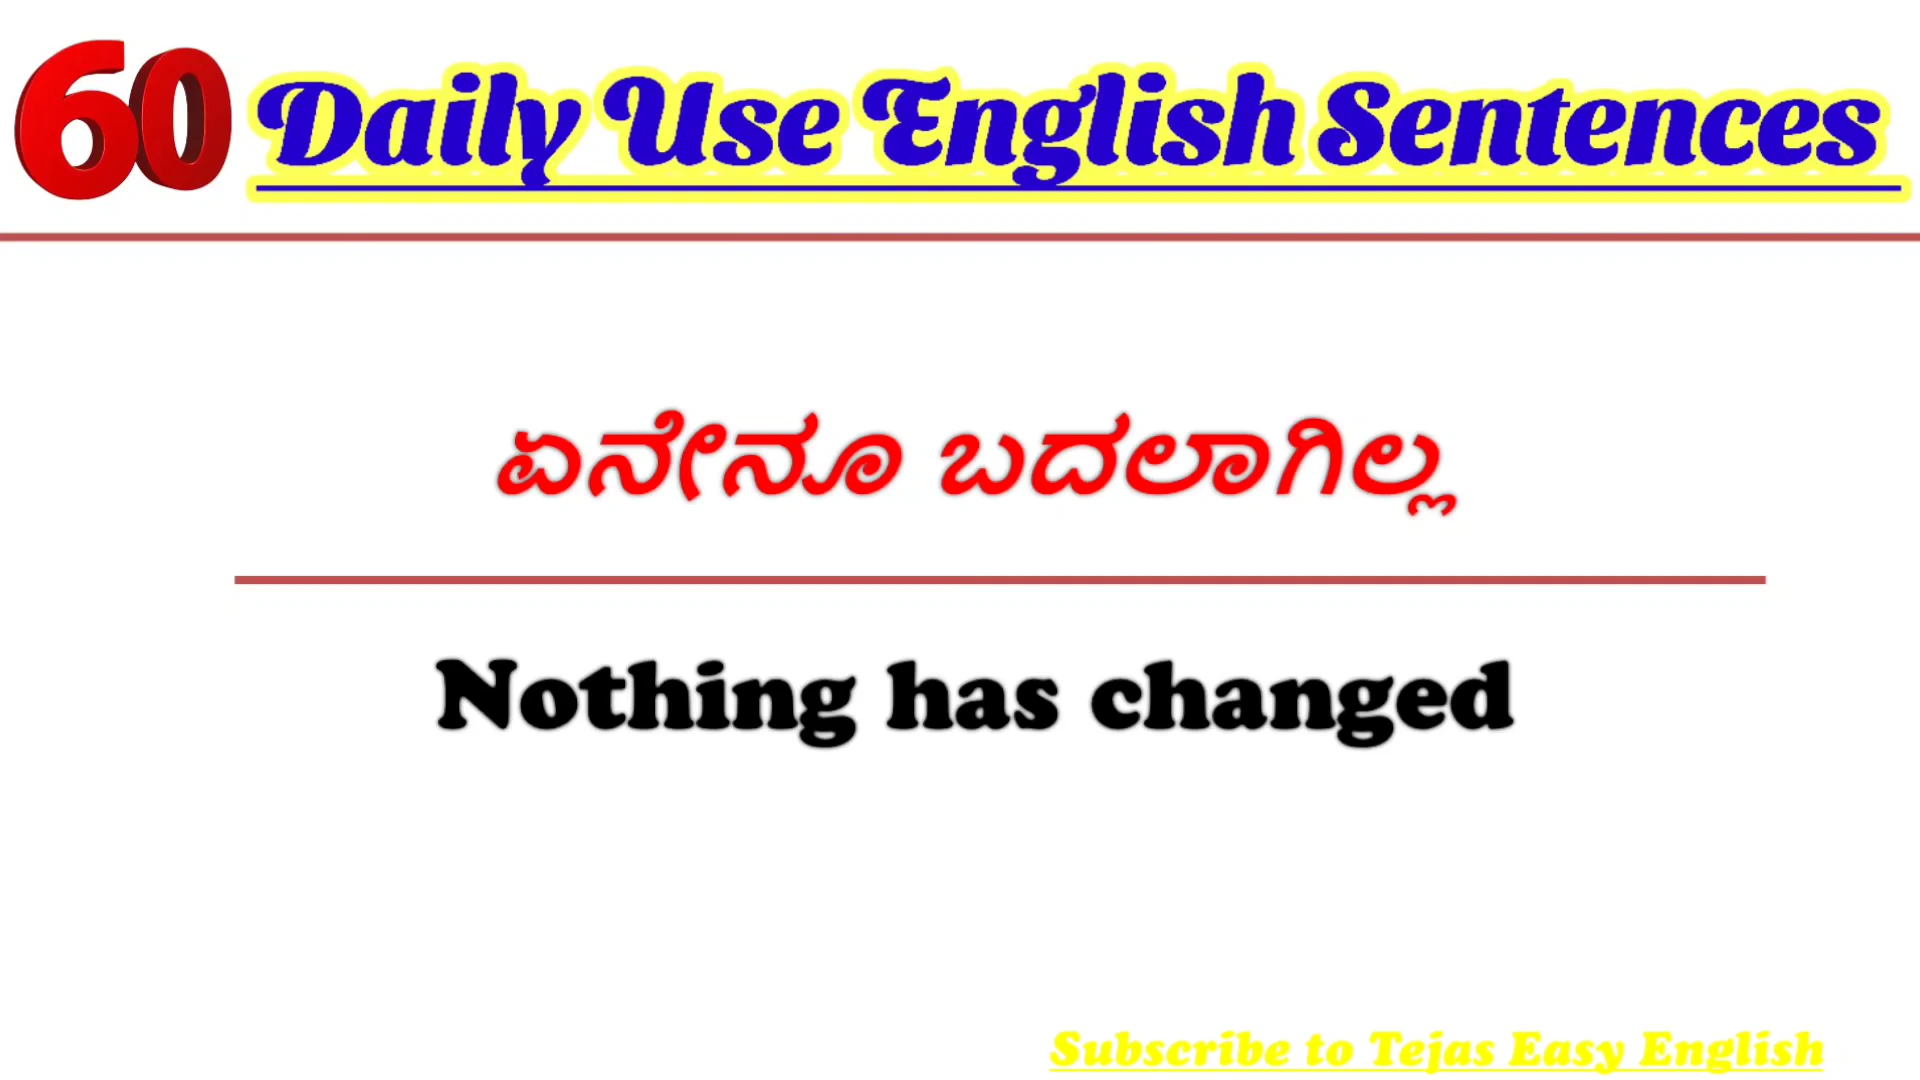 60 Daily Use English Sentences
ಏನೇನೂ ಬದಲಾಗಿಲ್ಲ
Nothing has changed
Subscribe to Tejas Easy English